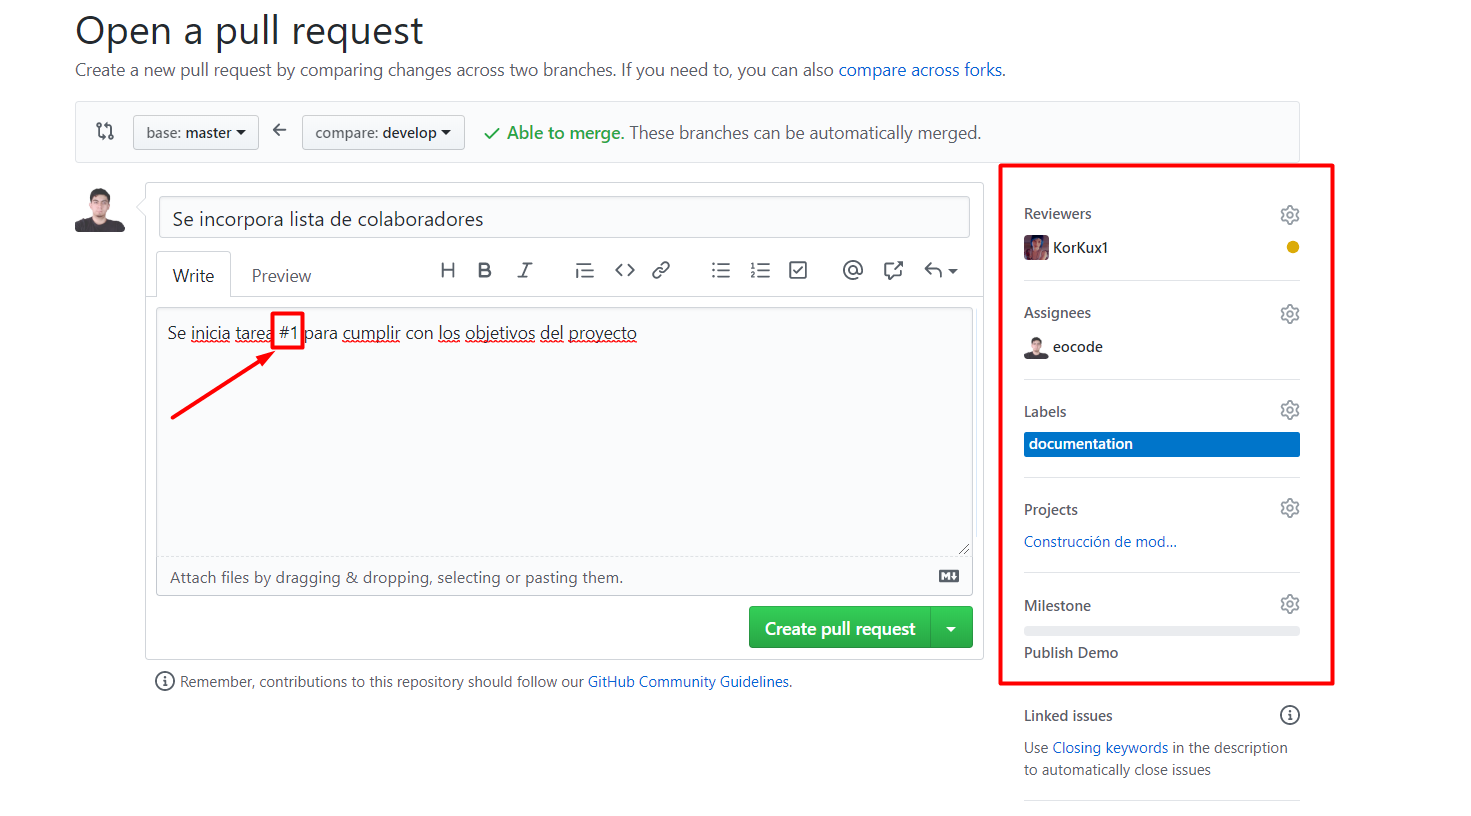 Open a pull request
Create a new pull request by comparing changes across two branches. If you need to, you can also compare across forks.
base: master compare: develop Able to merge. These branches can be automatically merged.
Se incorpora lista de colaboradores
Write Preview
Se inicia tarea #1 para cumplir con los objetivos del proyecto
Attach files by dragging & dropping, selecting or pasting them.
Create pull request
Remember, contributions to this repository should follow our GitHub Community Guidelines.
Reviewers
KorKux1
Assignees
eocode
Labels
documentation
Projects
Construcción de mod...
Milestone
Publish Demo
Linked issues
Use Closing keywords in the description
to automatically close issues